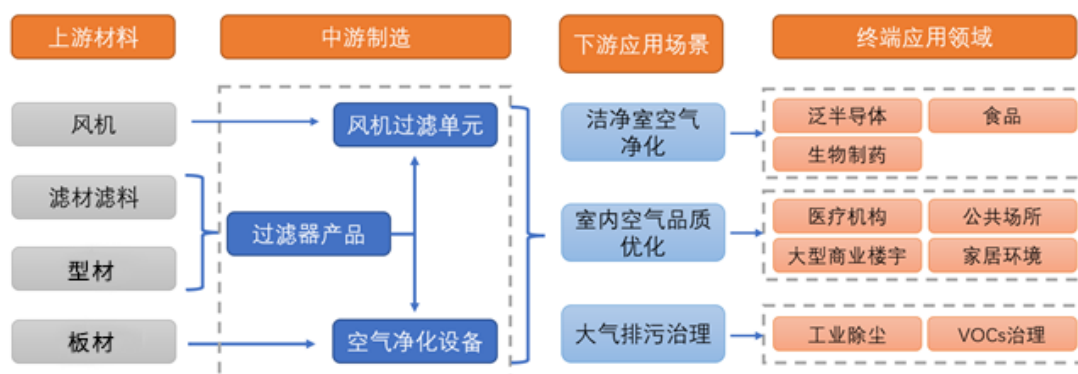 上游材料
中游制造
下游应用场景
终端应用领域
风机
滤材滤料
型材
板材
风机过滤单元
过滤器产品
空气净化设备
洁净室空气
净化
室内空气品质
优化
大气排污治理
泛半导体
食品
生物制药
医疗机构
公共场所
大型商业楼宇
家居环境
工业除尘
VOCs治理